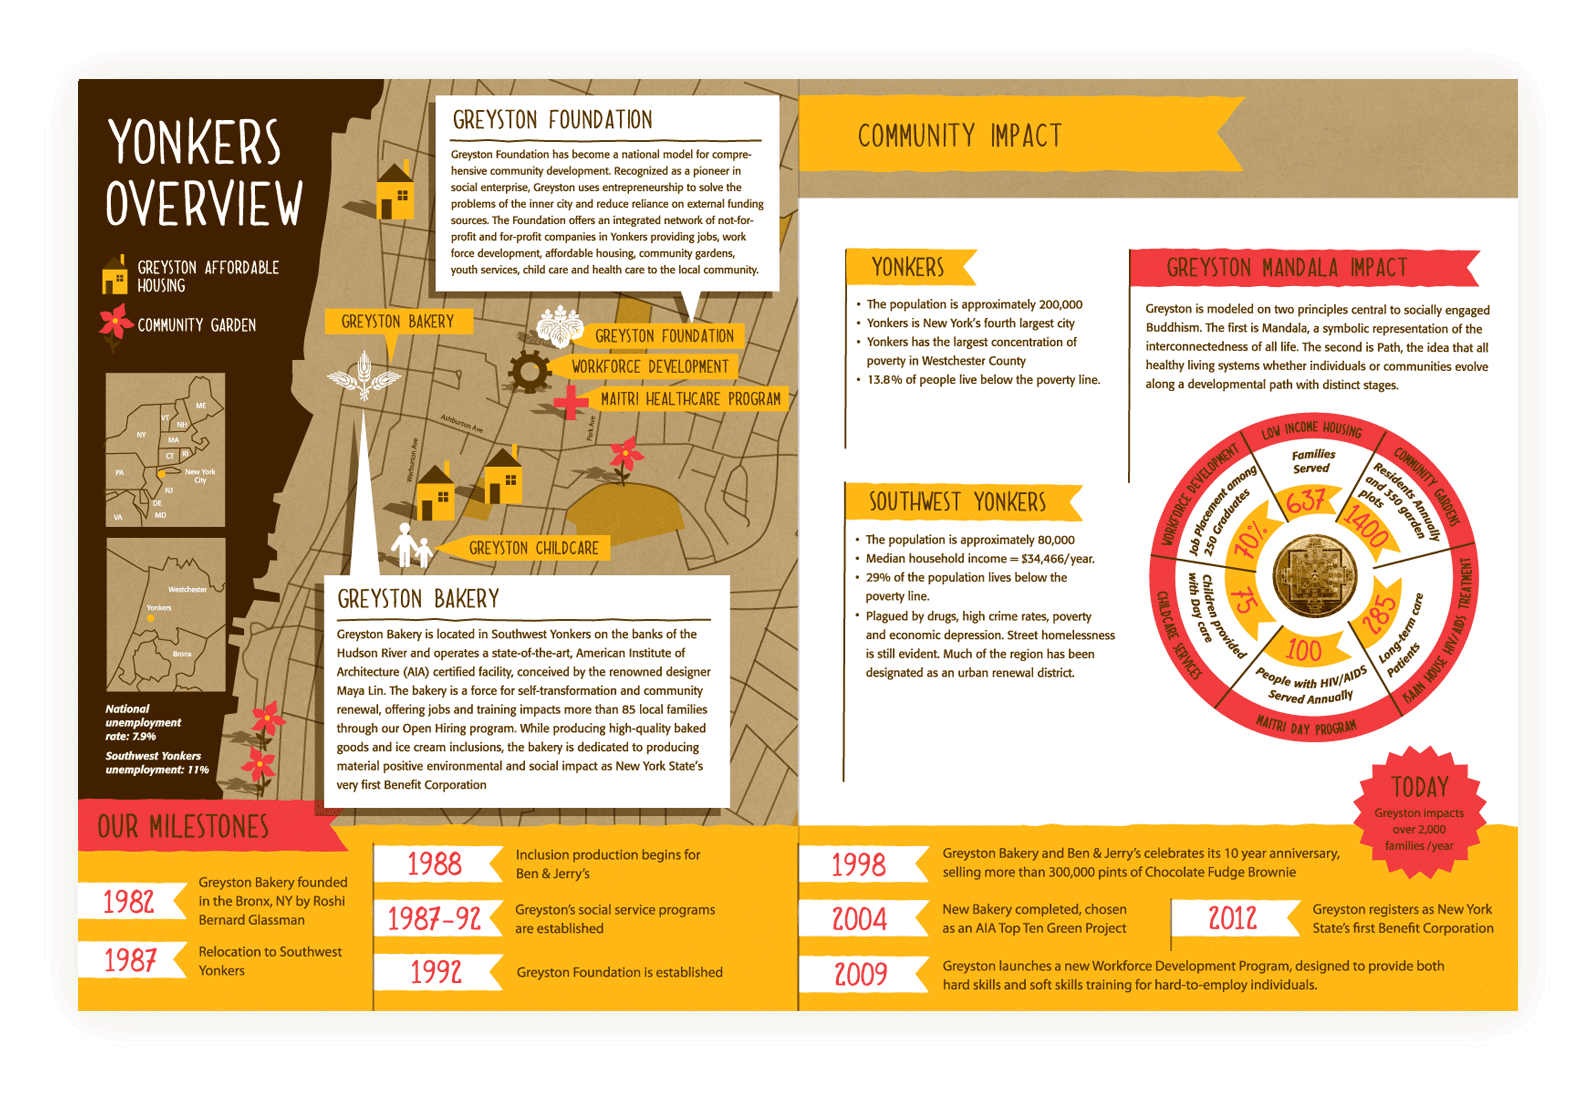 YONKERS
OVERVIEW
GREYSTON AFFORDABLE
HOUSING
COMMUNITY GARDEN
ME
VT
NH
NY
MA
CT
RI
PA
New York
City
NJ
DE
MD
VA
Westchester
Yonkers
Bronx
National
unemployment
rate: 7.9%
Southwest Yonkers
unemployment: 11%
GREYSTON FOUNDATION
Greyston Foundation has become a national model for compre-
hensive community development. Recognized as a pioneer in
social enterprise, Greyston uses entrepreneurship to solve the
problems of the inner city and reduce reliance on external funding
sources. The Foundation offers an integrated network of not-for-
profit and for-profit companies in Yonkers providing jobs, work
force development, affordable housing, community gardens,
youth services, child care and health care to the local community.
GREYSTON BAKERY
GREYSTON FOUNDATION
WORKFORCE DEVELOPMENT
MAITRI HEALTHCARE PROGRAM
Ashburton Ave
Warburton Ave
Park Ave
GREYSTON CHILDCARE
GREYSTON BAKERY
Greyston Bakery is located in Southwest Yonkers on the banks of the
Hudson River and operates a state-of-the-art, American Institute of
Architecture (AIA) certified facility, conceived by the renowned designer
Maya Lin. The bakery is a force for self-transformation and community
renewal, offering jobs and training impacts more than 85 local families
through our Open Hiring program. While producing high-quality baked
goods and ice cream inclusions, the bakery is dedicated to producing
material positive environmental and social impact as New York State's
very first Benefit Corporation
COMMUNITY IMPACT
YONKERS
• The population is approximately 200,000
• Yonkers is New York's fourth largest city
• Yonkers has the largest concentration of
poverty in Westchester County
• 13.8% of people live below the poverty line.
SOUTHWEST YONKERS
• The population is approximately 80,000
• Median household income = $34,466/year.
• 29% of the population lives below the
poverty line.
• Plagued by drugs, high crime rates, poverty
and economic depression. Street homelessness
is still evident. Much of the region has been
designated as an urban renewal district.
GREYSTON MANDALA IMPACT
Greyston is modeled on two principles central to socially engaged
Buddhism. The first is Mandala, a symbolic representation of the
interconnectedness of all life. The second is Path, the idea that all
healthy living systems whether individuals or communities evolve
along a developmental path with distinct stages.
LOW INCOME HOUSING
Families
Served
637
COMMUNITY GARDENS
Residents Annually
and 350 garden
plots
1400
ISSAN HOUSE HIV/AIDS TREATMENT
Long-term care
Patients
285
MAITRI DAY PROGRAM
People with HIV/AIDS
Served Annually
100
CHILDCARE SERVICES
Children provided
with Day care
75
WORKFORCE DEVELOPMENT
Job Placement among
250 Graduates
70%
TODAY
Greyston impacts
over 2,000
families /year
OUR MILESTONES
1982
Greyston Bakery founded
in the Bronx, NY by Roshi
Bernard Glassman
1987
Relocation to Southwest
Yonkers
1988
Inclusion production begins for
Ben & Jerry's
1987-92
Greyston's social service programs
are established
1992
Greyston Foundation is established
1998
Greyston Bakery and Ben & Jerry's celebrates its 10 year anniversary,
selling more than 300,000 pints of Chocolate Fudge Brownie
2004
New Bakery completed, chosen
as an AIA Top Ten Green Project
2012
Greyston registers as New York
State's first Benefit Corporation
2009
Greyston launches a new Workforce Development Program, designed to provide both
hard skills and soft skills training for hard-to-employ individuals.